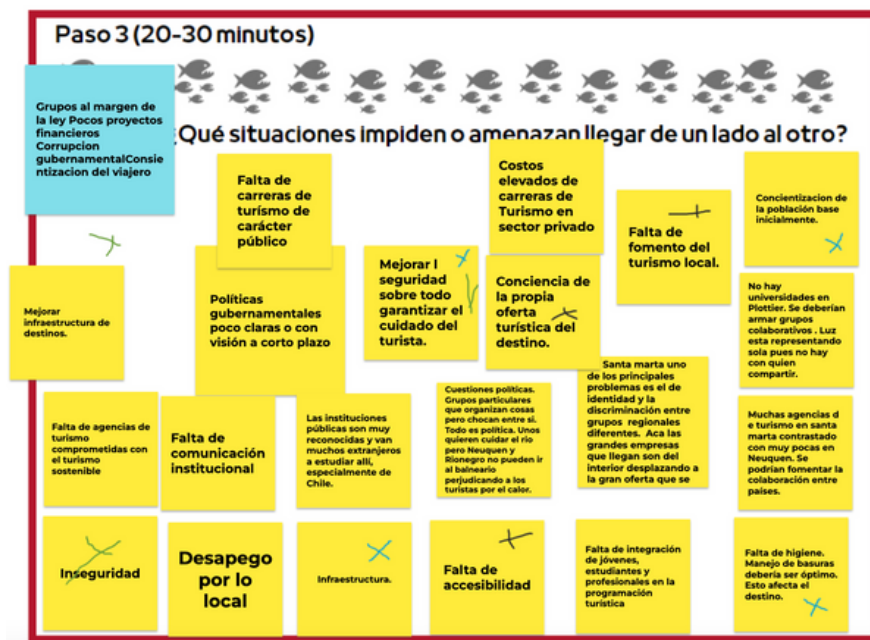 Paso 3 (20-30 minutos)
¿Qué situaciones impiden o amenazan llegar de un lado al otro?
Grupos al margen de
la ley Pocos proyectos
financieros
Corrupcion
gubernamentalConsie
ntizacion del viajero
Falta de
carreras de
turísmo de
carácter
público
Costos
elevados de
carreras de
Turismo en
sector privado
Falta de
fomento del
turismo local.
Concientizacion de
la población base
inicialmente.
Mejorar
infraestructura de
destinos.
Políticas
gubernamentales
poco claras o con
visión a corto plazo
Mejorar l
seguridad
sobre todo
garantizar el
cuidado del
turista.
Conciencia de
la propia
oferta
turística del
destino.
No hay
universidades en
Plottier. Se deberían
armar grupos
colaborativos . Luz
esta representando
sola pues no hay
con quien
compartir.
Falta de agencias de
turismo
comprometidas con
el turismo
sostenible
Falta de
comunicación
institucional
Las instituciones
públicas son muy
reconocidas y van
muchos extranjeros
a estudiar allí,
especialmente de
Chile.
Cuestiones políticas.
Grupos particulares
que organizan cosas
pero chocan entre si.
Todo es política. Unos
quieren cuidar el rio
pero Neuquen y
Rionegro no pueden ir
al balneario
perjudicando a los
turistas por el calor.
Santa marta uno
de los principales
problemas es el de
identidad y la
discriminación entre
grupos regionales
diferentes. Aca las
grandes empresas
que llegan son del
interior desplazando a
la gran oferta que se
Muchas agencias d
e turismo en santa
marta contrastado
con muy pocas en
Neuquen. Se
podrían fomentar la
colaboración entre
países.
Inseguridad
Desapego
por lo
local
Infraestructura.
Falta de
accesibilidad
Falta de integración
de jóvenes,
estudiantes y
profesionales en la
programación
turística
Falta de higiene.
Manejo de basuras
debería ser óptimo.
Esto afecta el
destino.